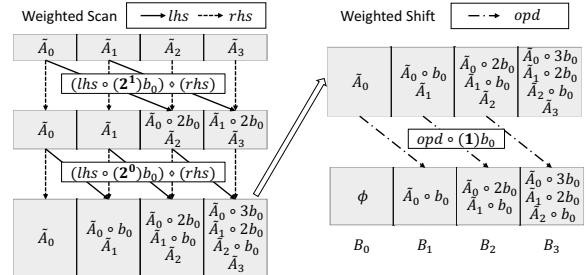 Weighted Scan
lhs
rhs
Ã₀ Ã₁ Ã₂ Ã₃
(lhs ∘ (2¹)b₀) ⋄ (rhs)
Ã₀ Ã₁ Ã₀ ∘ 2b₀ Ã₁ ∘ 2b₀
Ã₂ Ã₃
(lhs ∘ (2⁰)b₀) ⋄ (rhs)
Ã₀
Ã₀ ∘ b₀
Ã₁
Ã₀ ∘ 2b₀
Ã₁ ∘ b₀
Ã₂
Ã₀ ∘ 3b₀
Ã₁ ∘ 2b₀
Ã₂ ∘ b₀
Ã₃
Weighted Shift
opd
Ã₀
Ã₀ ∘ b₀
Ã₁
Ã₀ ∘ 2b₀
Ã₁ ∘ b₀
Ã₂
Ã₀ ∘ 3b₀
Ã₁ ∘ 2b₀
Ã₂ ∘ b₀
Ã₃
opd ∘ (1)b₀
ϕ
Ã₀ ∘ b₀
Ã₀ ∘ 2b₀
Ã₁ ∘ b₀
Ã₀ ∘ 3b₀
Ã₁ ∘ 2b₀
Ã₂ ∘ b₀
B₀ B₁ B₂ B₃